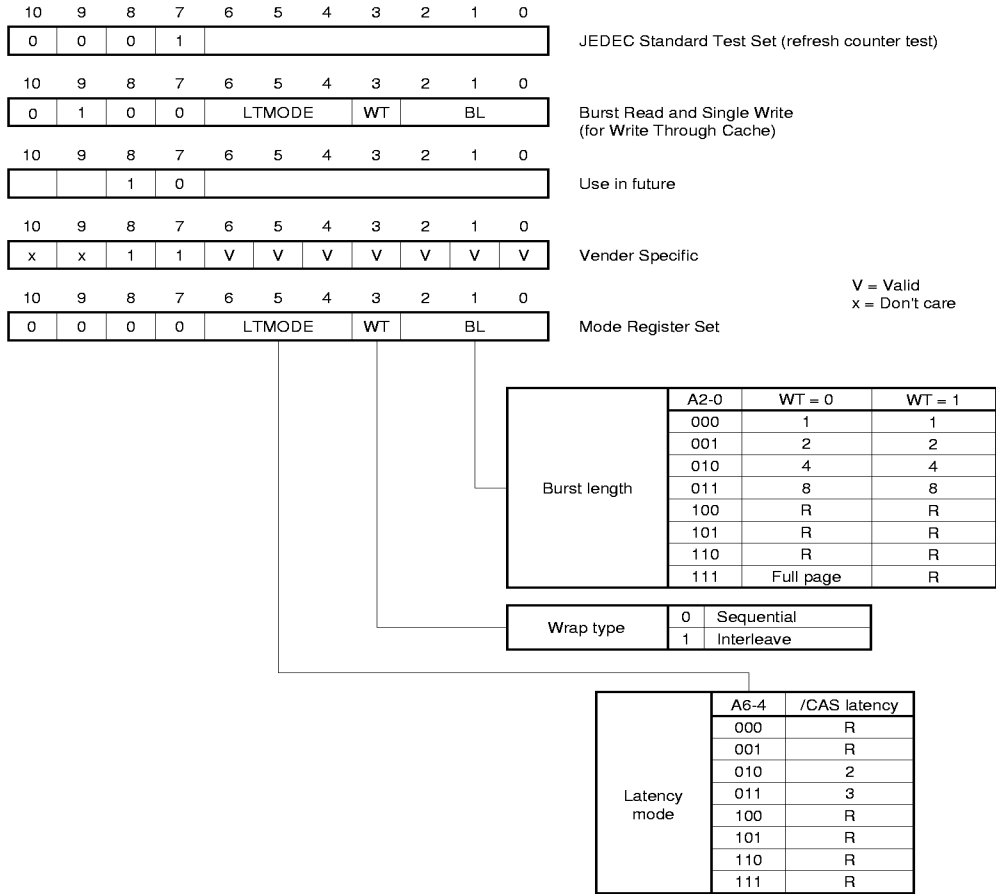 10 9 8 7 6 5 4 3 2 1 0
0 0 0 1 JEDEC Standard Test Set (refresh counter test)
10 9 8 7 6 5 4 3 2 1 0
0 1 0 0 LTMODE WT BL Burst Read and Single Write
(for Write Through Cache)
10 9 8 7 6 5 4 3 2 1 0
1 0 Use in future
10 9 8 7 6 5 4 3 2 1 0
x x 1 1 V V V V V V V Vender Specific
V = Valid
x = Don't care
10 9 8 7 6 5 4 3 2 1 0
0 0 0 0 LTMODE WT BL Mode Register Set
Burst length
A2-0 WT = 0 WT = 1
000 1 1
001 2 2
010 4 4
011 8 8
100 R R
101 R R
110 R R
111 Full page R
Wrap type
0 Sequential
1 Interleave
Latency
mode
A6-4 /CAS latency
000 R
001 R
010 2
011 3
100 R
101 R
110 R
111 R